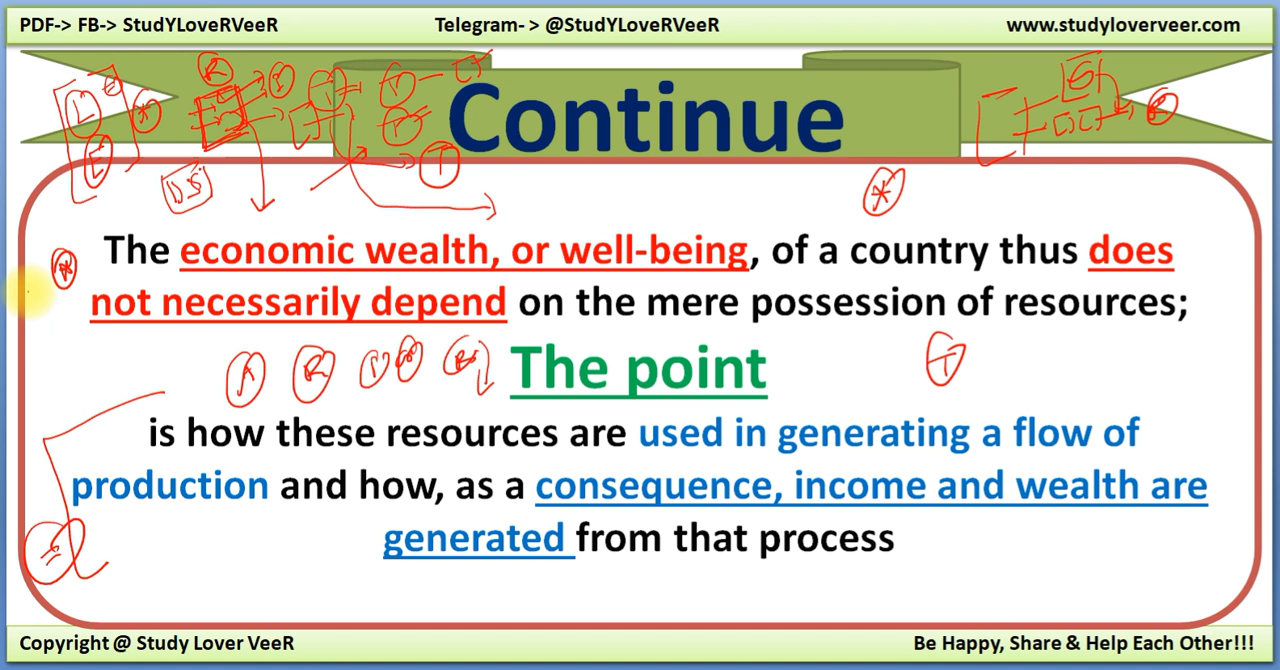 PDF-> FB-> StudYLoveRVeeR Telegram- > @StudYLoveRVeeR www.studyloverveer.com
Continue
The economic wealth, or well-being, of a country thus does
not necessarily depend on the mere possession of resources;
The point
is how these resources are used in generating a flow of
production and how, as a consequence, income and wealth are
generated from that process
Copyright @ Study Lover VeeR Be Happy, Share & Help Each Other!!!